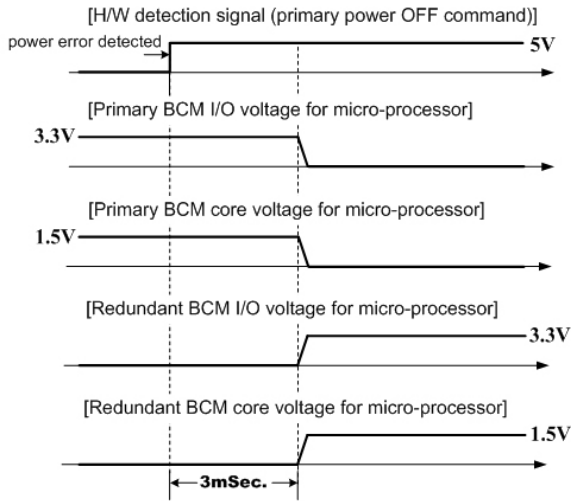 [H/W detection signal (primary power OFF command)]
power error detected
5V
[Primary BCM I/O voltage for micro-processor]
3.3V
[Primary BCM core voltage for micro-processor]
1.5V
[Redundant BCM I/O voltage for micro-processor]
3.3V
[Redundant BCM core voltage for micro-processor]
1.5V
3mSec.